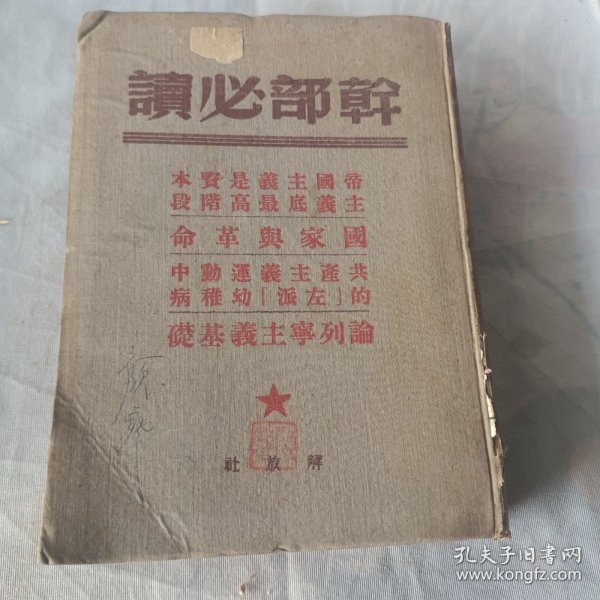 幹部必讀
帝國主義是資本
主義底最高階段
國家與革命
共產主義運動中
的「左派」幼稚病
論列寧主義基礎
解放社
孔夫子旧书网
www.kongfz.com